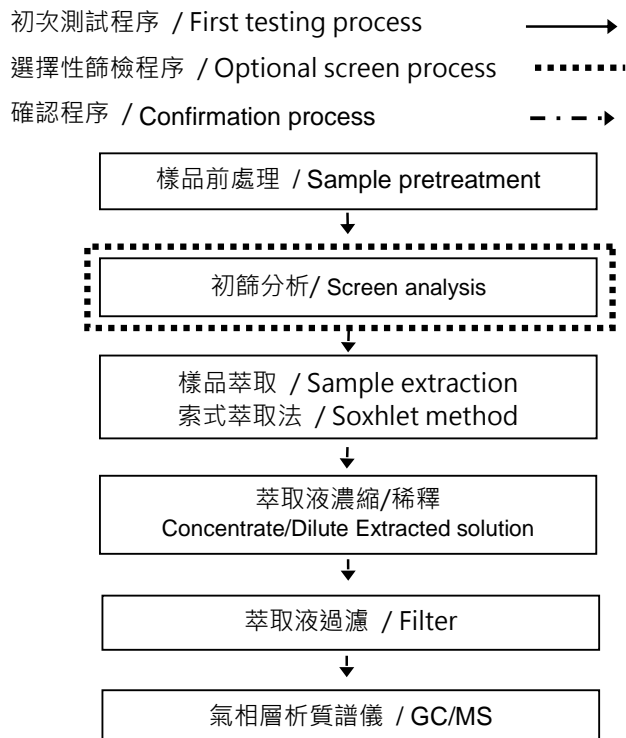 初次測試程序 / First testing process
選擇性篩檢程序 / Optional screen process
確認程序 / Confirmation process
樣品前處理 / Sample pretreatment
初篩分析/ Screen analysis
樣品萃取 / Sample extraction
索式萃取法 / Soxhlet method
萃取液濃縮/稀釋
Concentrate/Dilute Extracted solution
萃取液過濾 / Filter
氣相層析質譜儀 / GC/MS